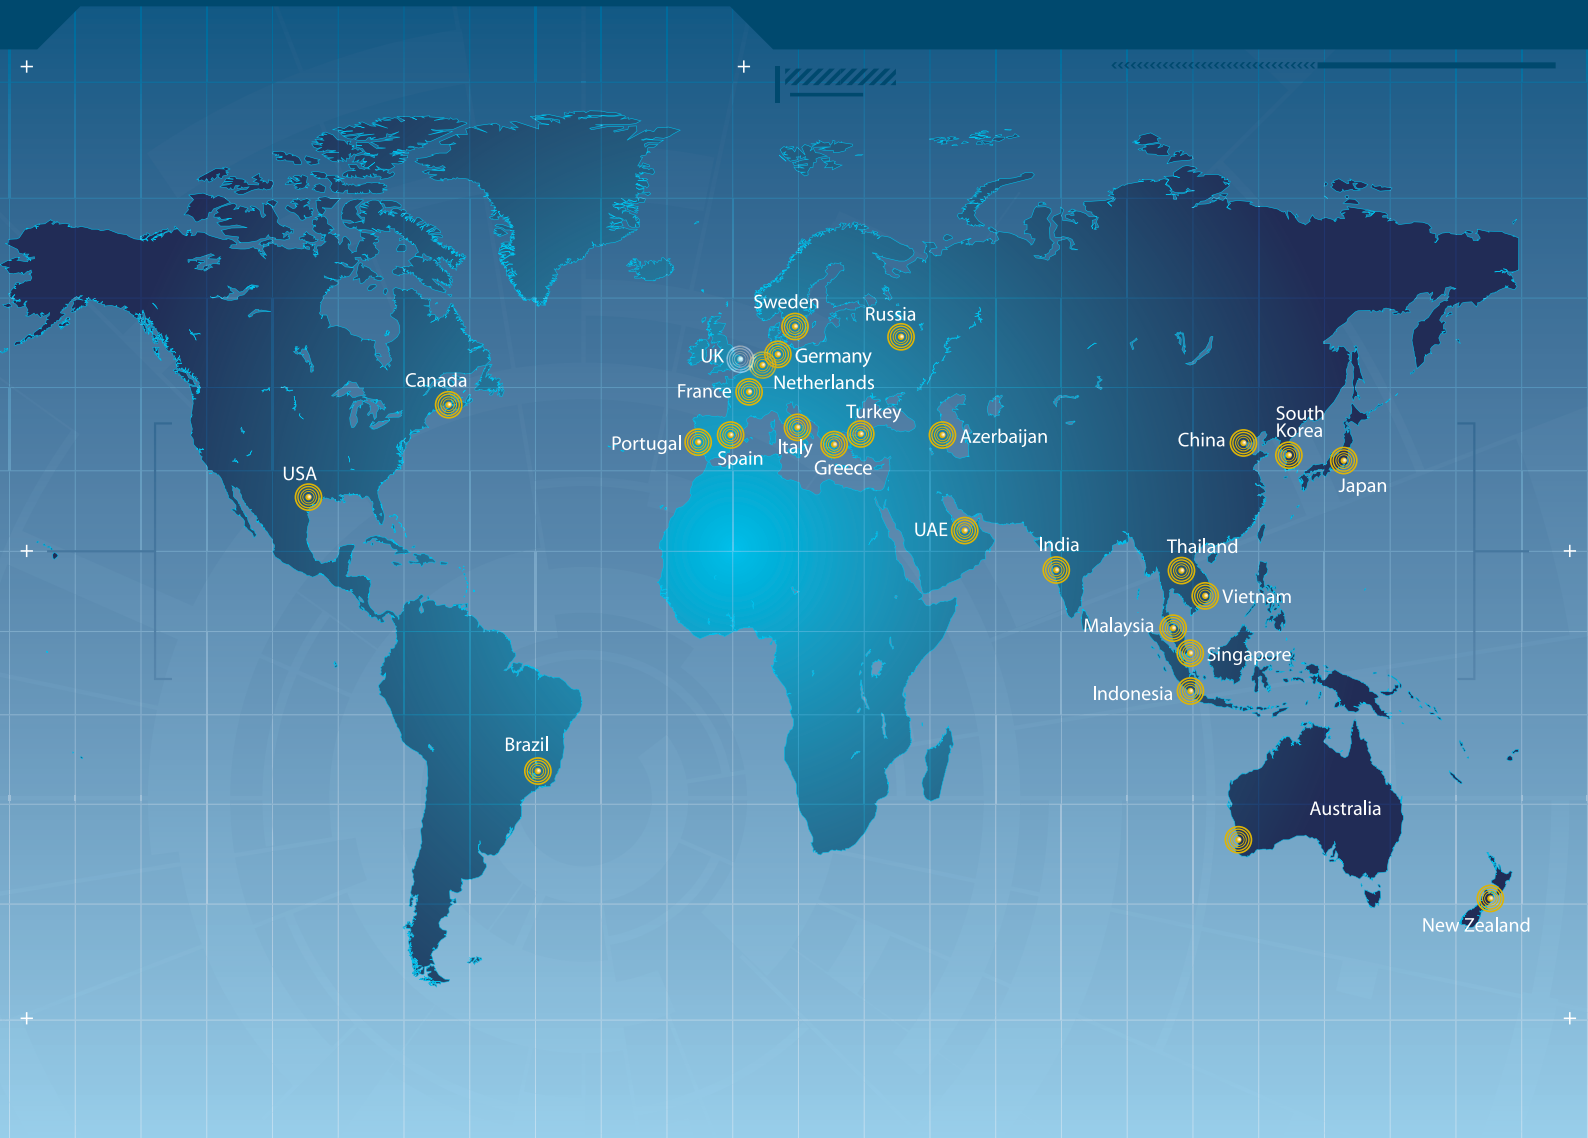 Sweden
Russia
UK
Germany
Netherlands
France
Canada
Turkey
South
Korea
Portugal
Spain
Italy
Greece
Azerbaijan
China
USA
Japan
UAE
India
Thailand
Vietnam
Malaysia
Singapore
Indonesia
Brazil
Australia
New Zealand